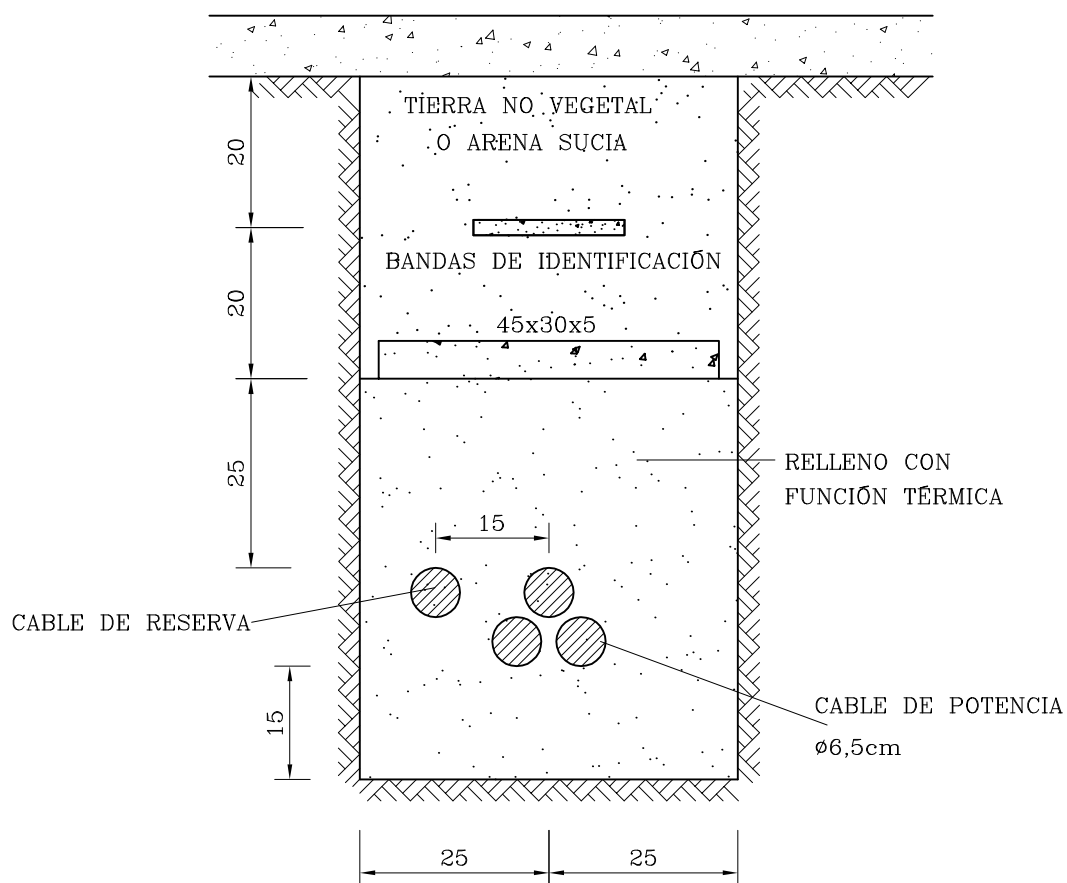 TIERRA NO VEGETAL
O ARENA SUCIA
20
BANDAS DE IDENTIFICACIÓN
20
45x30x5
25
RELLENO CON
FUNCIÓN TÉRMICA
15
CABLE DE RESERVA
15
CABLE DE POTENCIA
ø6,5cm
25
25